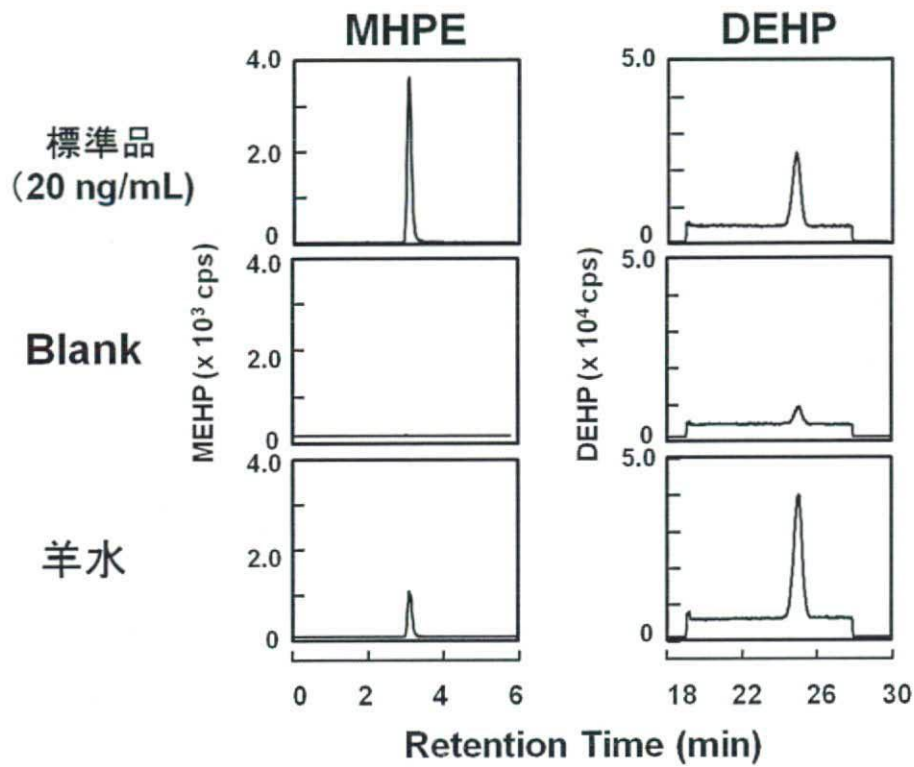 MHPE
DEHP
標準品
(20 ng/mL)
Blank
羊水
MEHP (x 10³ cps)
4.0
2.0
0
4.0
2.0
0
4.0
2.0
0
0 2 4 6
DEHP (x 10⁴ cps)
5.0
0
5.0
0
5.0
0
18 22 26 30
Retention Time (min)